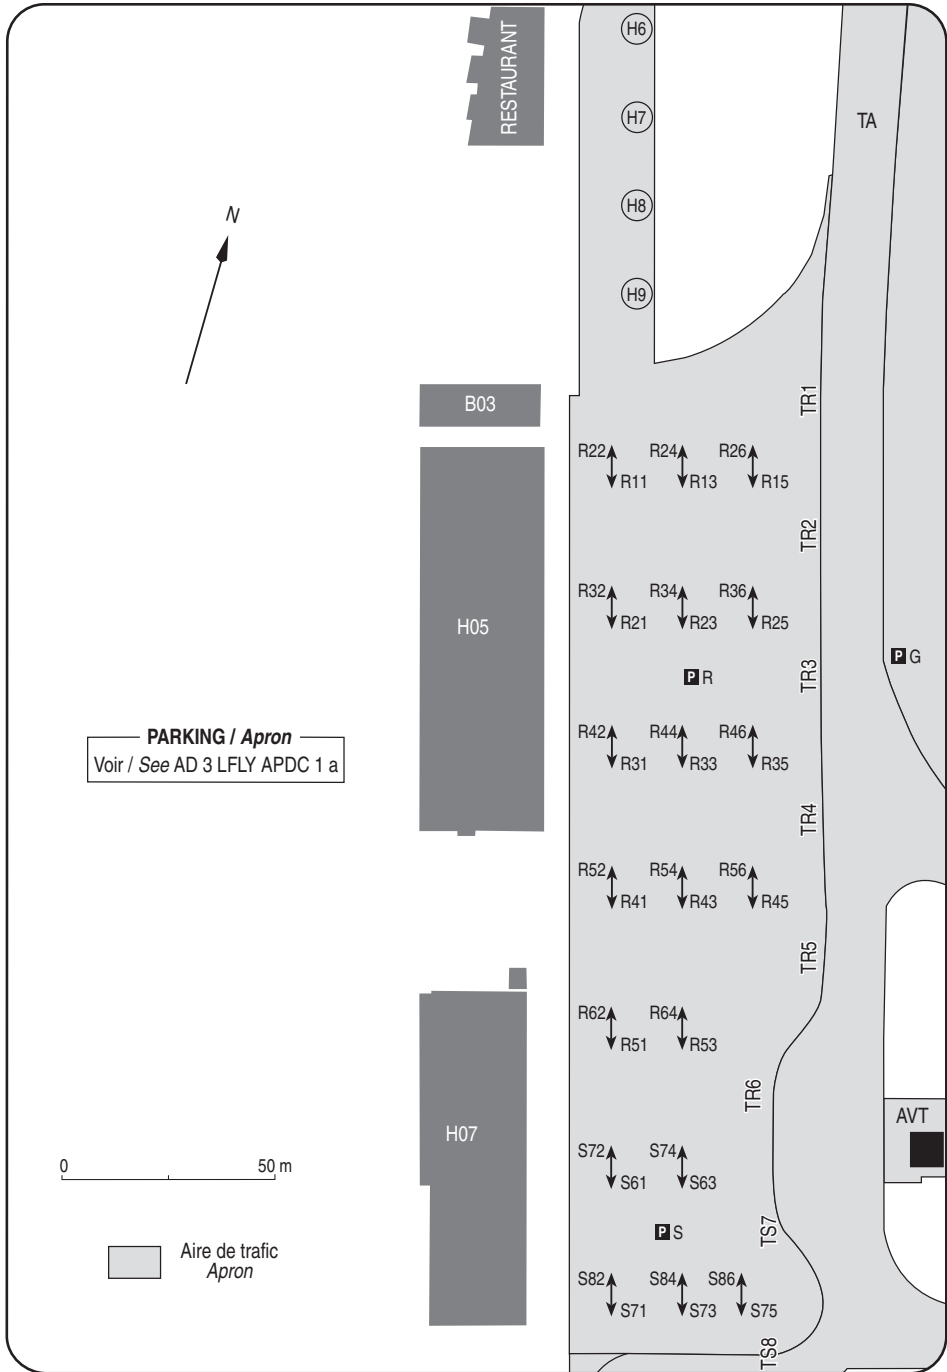 RESTAURANT
H6
H7
TA
H8
N
H9
B03
TR1
R22 R24 R26
R11 R13 R15
TR2
R32 R34 R36
H05
R21 R23 R25
P G
P R
TR3
R42 R44 R46
PARKING / Apron
Voir / See AD 3 LFLY APDC 1 a
R31 R33 R35
TR4
R52 R54 R56
R41 R43 R45
TR5
R62 R64
R51 R53
TR6
AVT
H07
S72 S74
0 50 m
S61 S63
P S
TS7
Aire de trafic
Apron
S82 S84 S86
S71 S73 S75
TS8